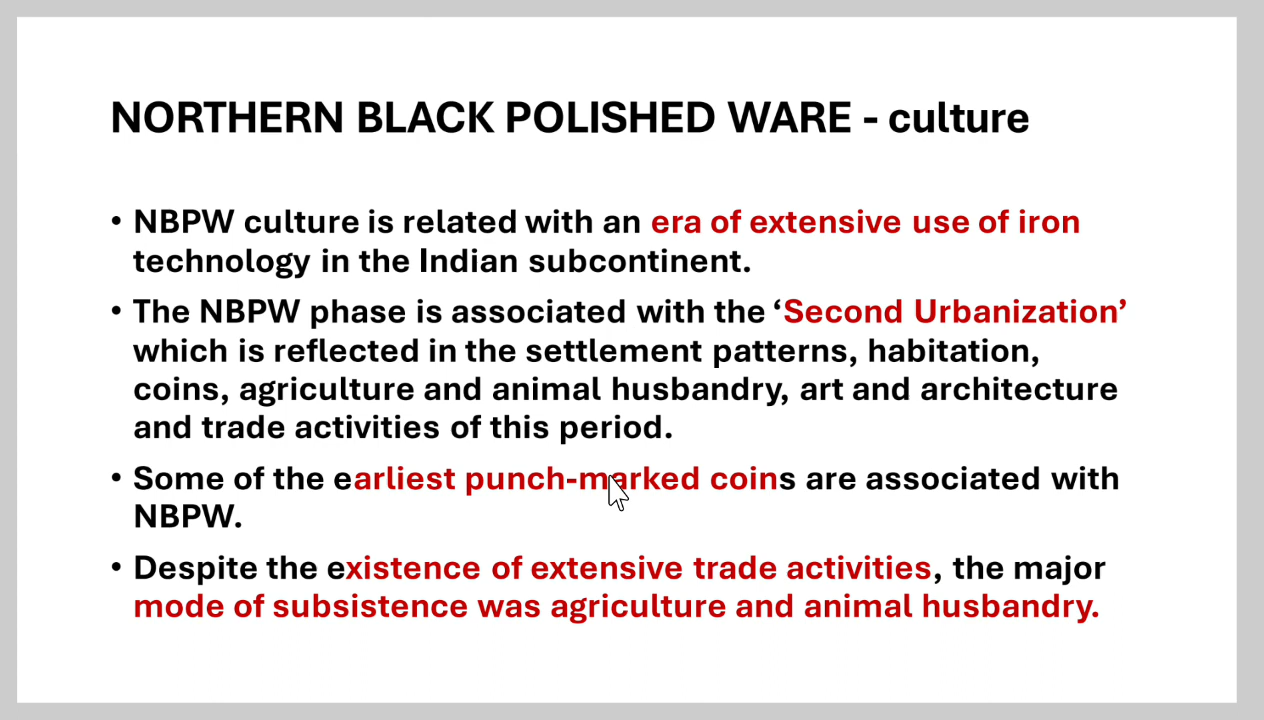 NORTHERN BLACK POLISHED WARE - culture
• NBPW culture is related with an era of extensive use of iron
technology in the Indian subcontinent.
• The NBPW phase is associated with the ‘Second Urbanization’
which is reflected in the settlement patterns, habitation,
coins, agriculture and animal husbandry, art and architecture
and trade activities of this period.
• Some of the earliest punch-marked coins are associated with
NBPW.
• Despite the existence of extensive trade activities, the major
mode of subsistence was agriculture and animal husbandry.